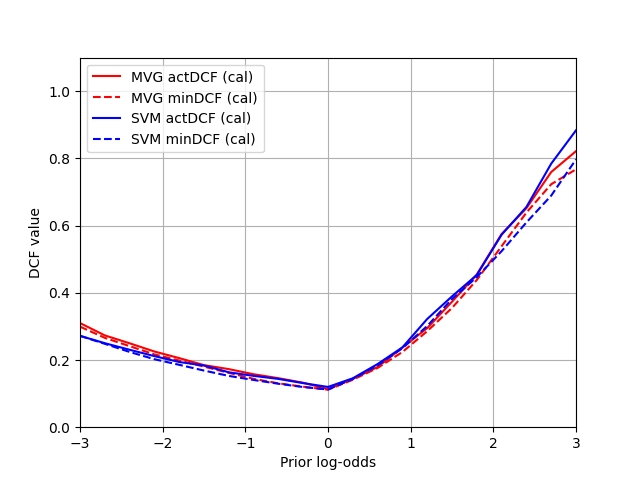 MVG actDCF (cal)
MVG minDCF (cal)
SVM actDCF (cal)
SVM minDCF (cal)
1.0
0.8
0.6
0.4
0.2
0.0
DCF value
−3 −2 −1 0 1 2 3
Prior log-odds